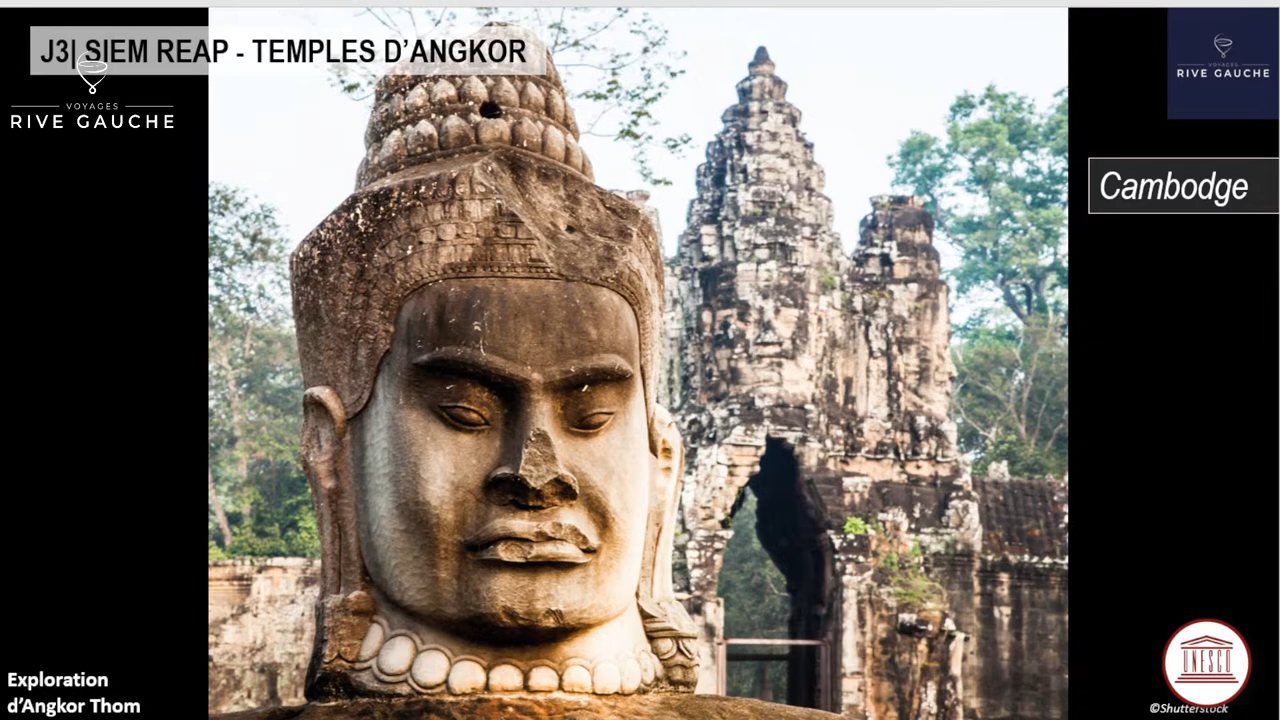 J3| SIEM REAP - TEMPLES D’ANGKOR
VOYAGES
RIVE GAUCHE
VOYAGES
RIVE GAUCHE
Cambodge
Exploration
d’Angkor Thom
UNESCO
©Shutterstock